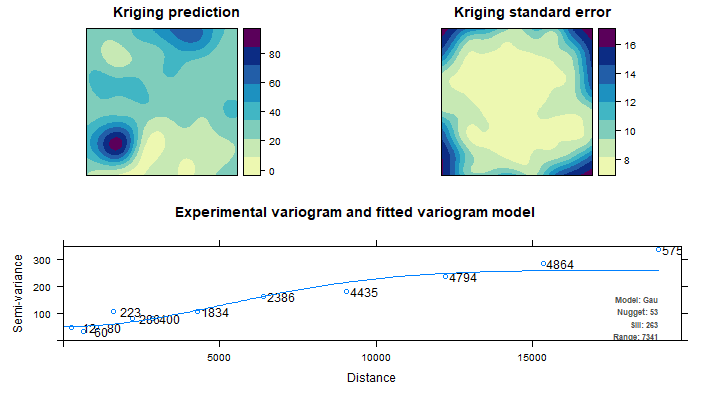 Kriging prediction
Kriging standard error
80
60
40
20
0
16
14
12
10
8
Experimental variogram and fitted variogram model
Semi-variance
300
200
100
223
60
80
1834
2386
4435
4794
4864
575
Model: Gau
Nugget: 53
Sill: 263
Range: 7341
5000
10000
15000
Distance